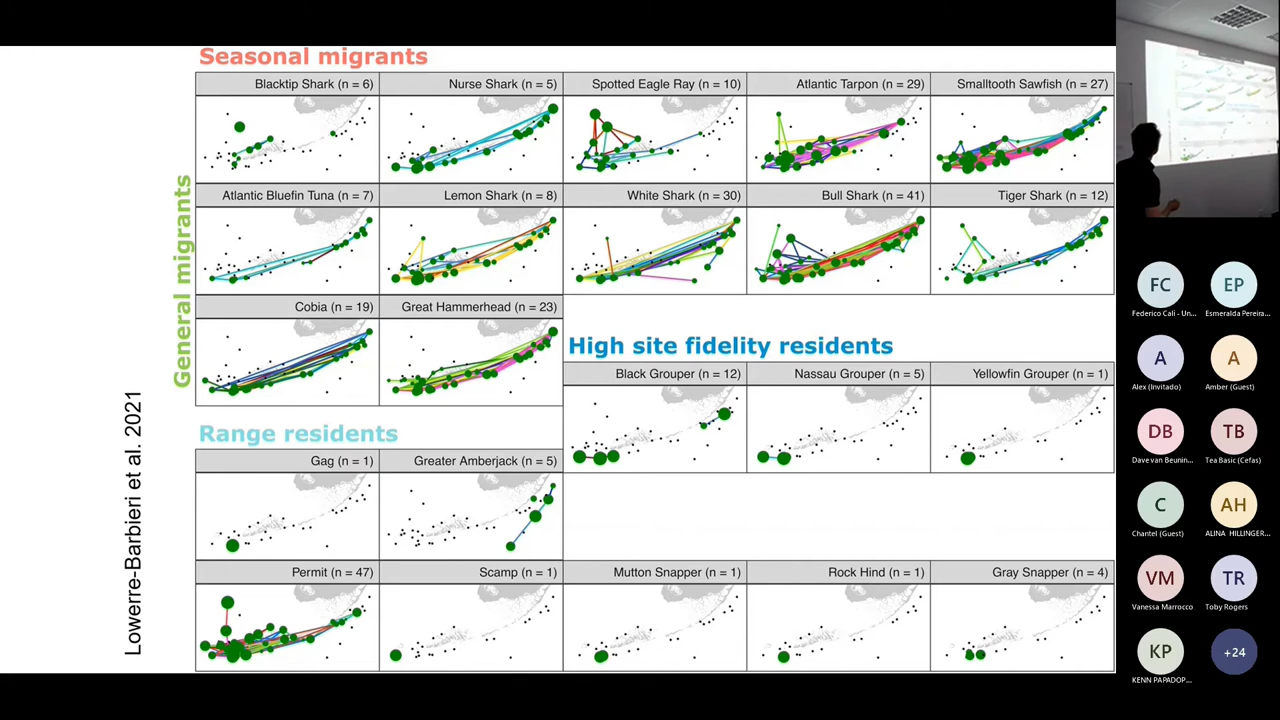 Seasonal migrants
Blacktip Shark (n = 6)
Nurse Shark (n = 5)
Spotted Eagle Ray (n = 10)
Atlantic Tarpon (n = 29)
Smalltooth Sawfish (n = 27)
General migrants
Atlantic Bluefin Tuna (n = 7)
Lemon Shark (n = 8)
White Shark (n = 30)
Bull Shark (n = 41)
Tiger Shark (n = 12)
Cobia (n = 19)
Great Hammerhead (n = 23)
High site fidelity residents
Black Grouper (n = 12)
Nassau Grouper (n = 5)
Yellowfin Grouper (n = 1)
Range residents
Gag (n = 1)
Greater Amberjack (n = 5)
Permit (n = 47)
Scamp (n = 1)
Mutton Snapper (n = 1)
Rock Hind (n = 1)
Gray Snapper (n = 4)
Lowerre-Barbieri et al. 2021
FC
Federico Cali - Un...
EP
Esmeralda Pereira...
A
Alex (Invitado)
A
Amber (Guest)
DB
Dave van Beunin...
TB
Tea Basic (Cefas)
C
Chantel (Guest)
AH
ALINA HILLINGER...
VM
Vanessa Marrocco
TR
Toby Rogers
KP
KENN PAPADOP...
+24